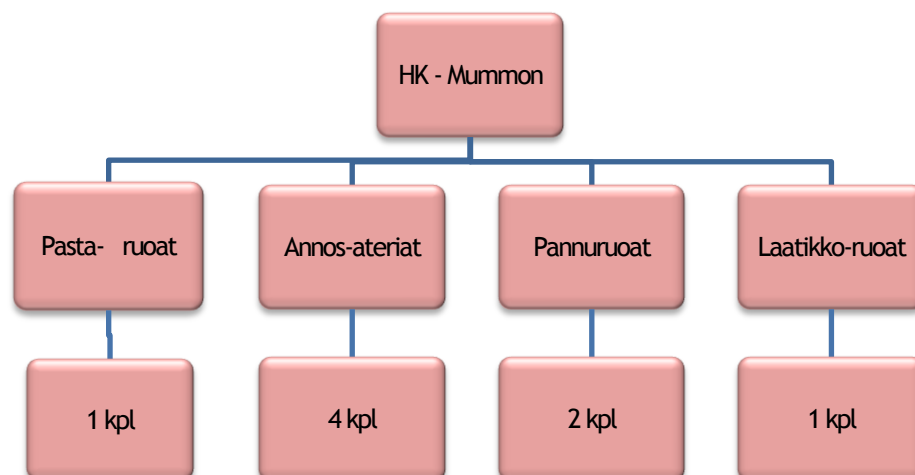 HK - Mummon
Pasta- ruoat
Annos-ateriat
Pannuruoat
Laatikko-ruoat
1 kpl
4 kpl
2 kpl
1 kpl